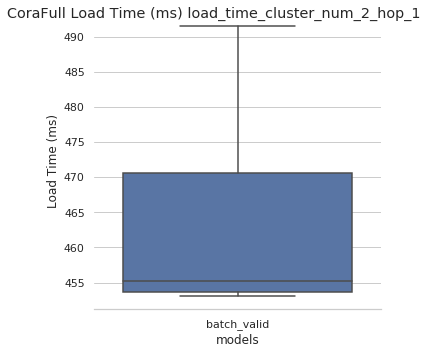 CoraFull Load Time (ms) load_time_cluster_num_2_hop_1
490
485
480
475
470
465
460
455
Load Time (ms)
batch_valid
models